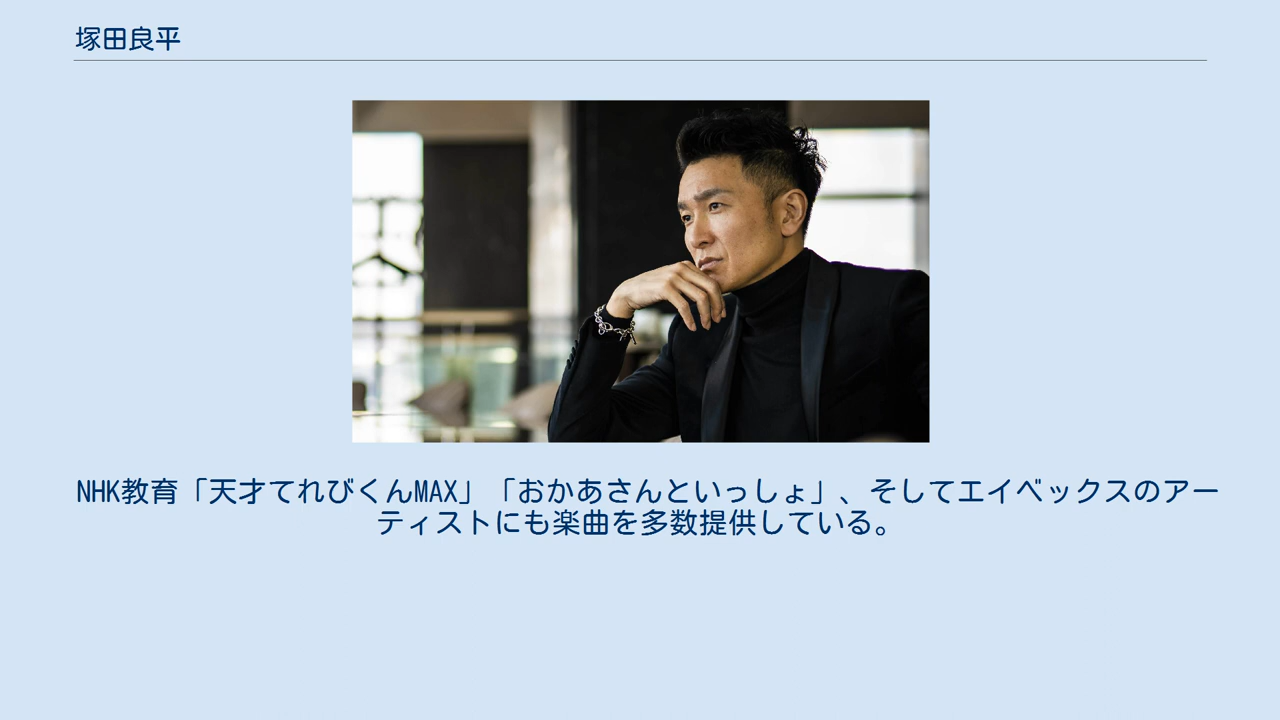 塚田良平
NHK教育「天才てれびくんMAX」「おかあさんといっしょ」、そしてエイベックスのアー
ティストにも楽曲を多数提供している。